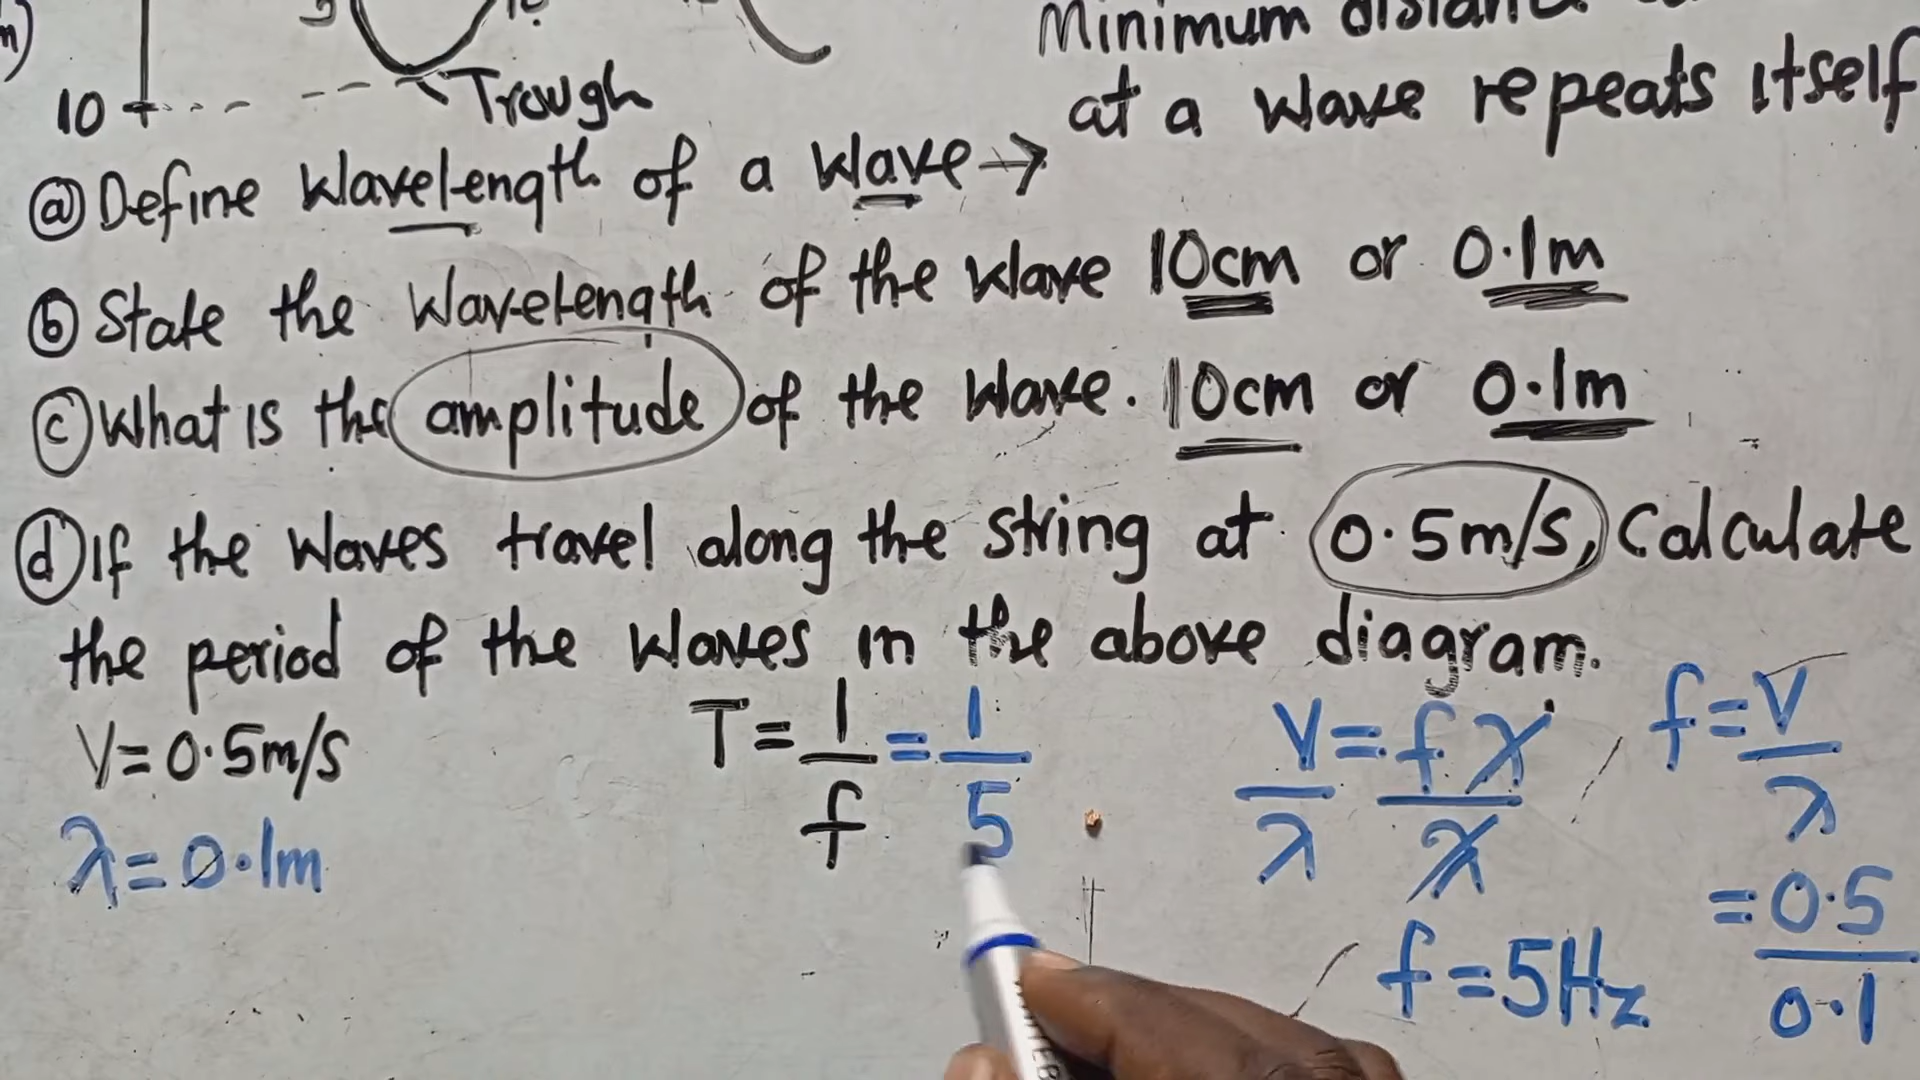 Minimum
10 Trough
at a wave repeats itself
(a) Define wavelength of a wave →
(b) State the wavelength of the wave 10cm or 0.1m
(c) What is the amplitude of the wave. 10cm or 0.1m
(d) If the waves travel along the string at 0.5m/s, Calculate
the period of the waves in the above diagram.
V = 0.5m/s
λ = 0.1m
T = 1/f = 1/5
V/λ = fλ/λ
f = V/λ
= 0.5/0.1
f = 5Hz